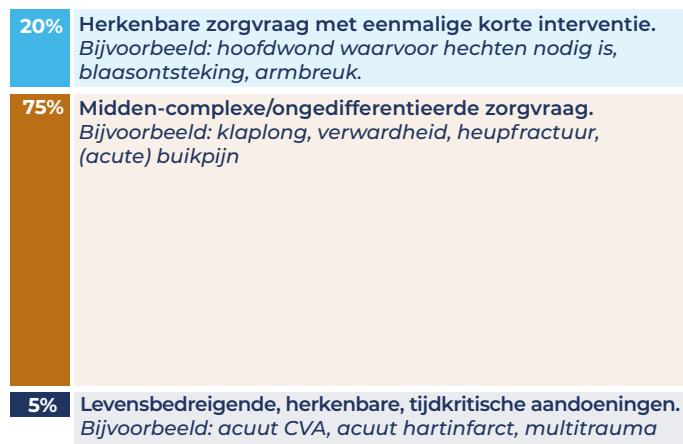 20% Herkenbare zorgvraag met eenmalige korte interventie.
Bijvoorbeeld: hoofdwond waarvoor hechten nodig is,
blaasontsteking, armbreuk.
75% Midden-complexe/ongedifferentieerde zorgvraag.
Bijvoorbeeld: klaplong, verwardheid, heupfractuur,
(acute) buikpijn
5% Levensbedreigende, herkenbare, tijdkritische aandoeningen.
Bijvoorbeeld: acuut CVA, acuut hartinfarct, multitrauma